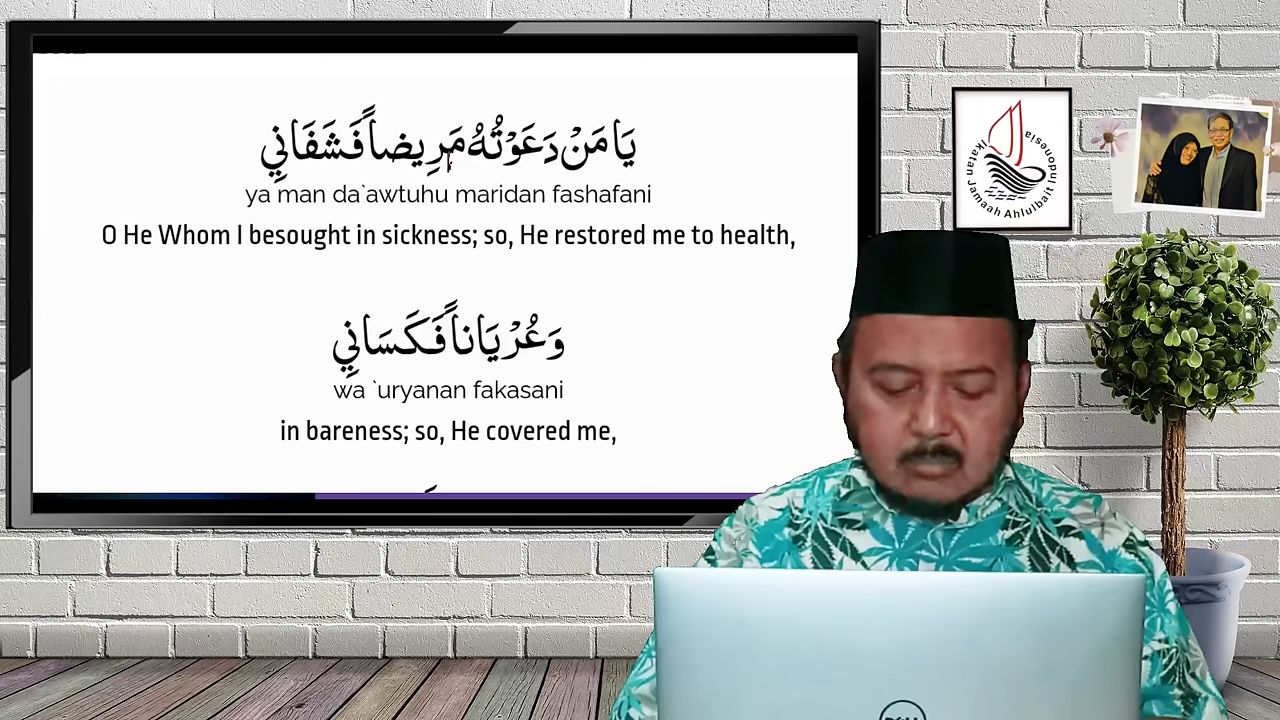 يَا مَنْ دَعَوْتُهُ مَرِيضاً فَشَفَانِي
ya man da`awtuhu maridan fashafani
O He Whom I besought in sickness; so, He restored me to health,
وَعُرْيَاناً فَكَسَانِي
wa `uryanan fakasani
in bareness; so, He covered me,
Ikatan Jamaah Ahlulbait Indonesia
DELL